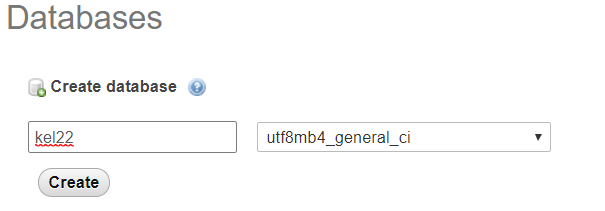 Databases
Create database
kel22 utf8mb4_general_ci
Create